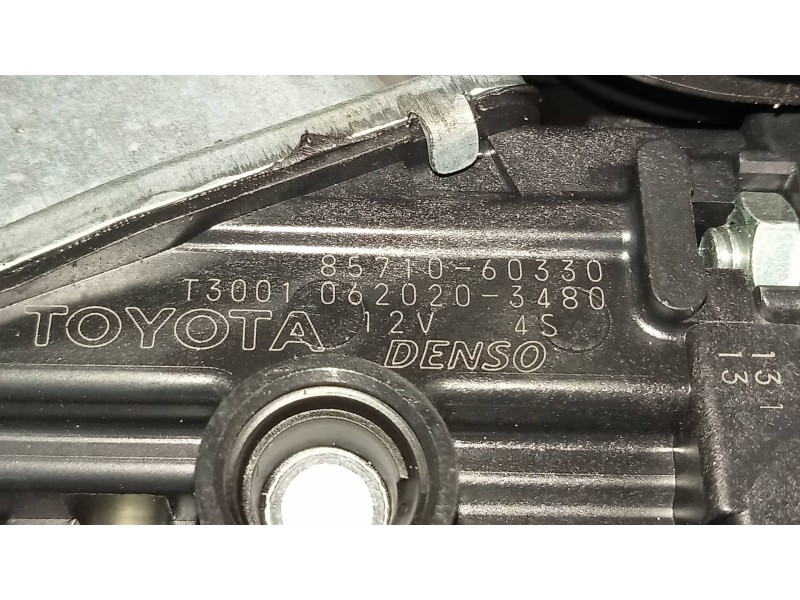 85710-60330
T3001 062020-3480
TOYOTA 12V 4S
DENSO
131
13